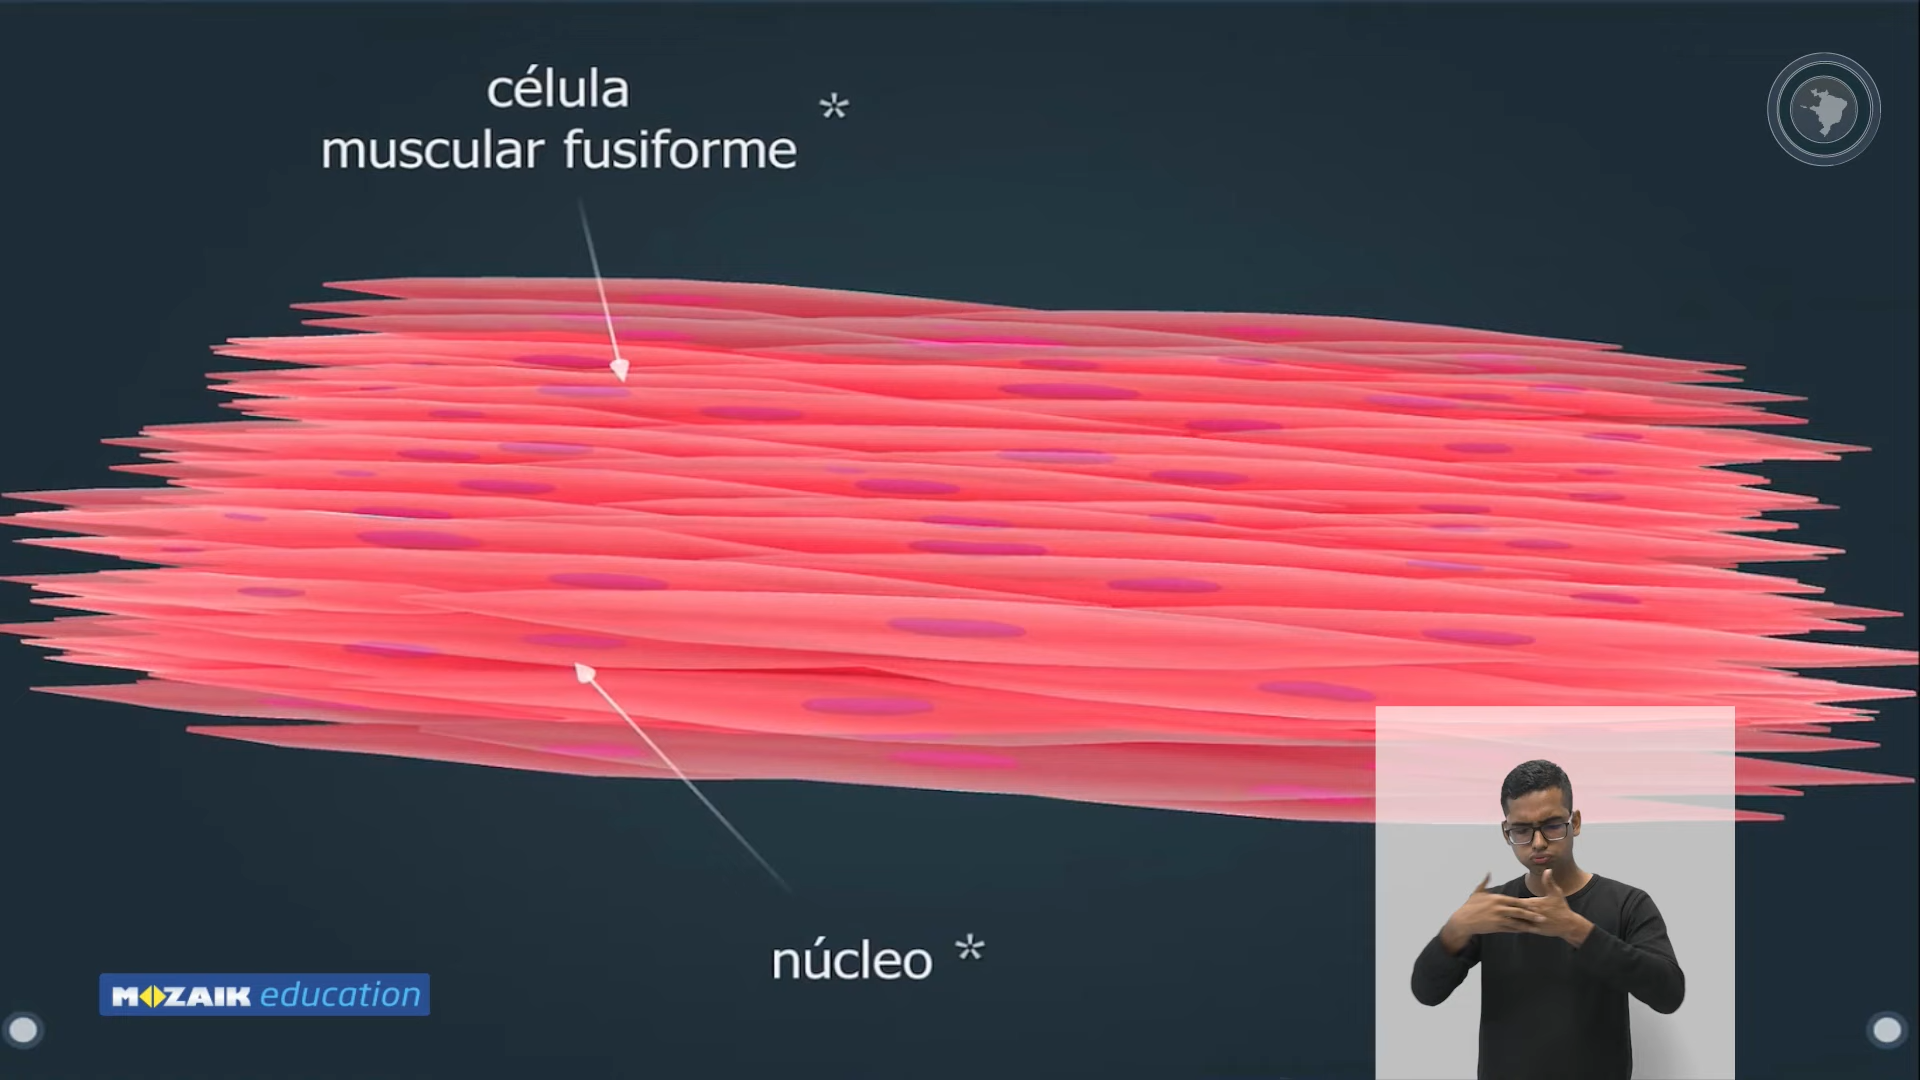 célula *
muscular fusiforme
núcleo *
MOZAIK education